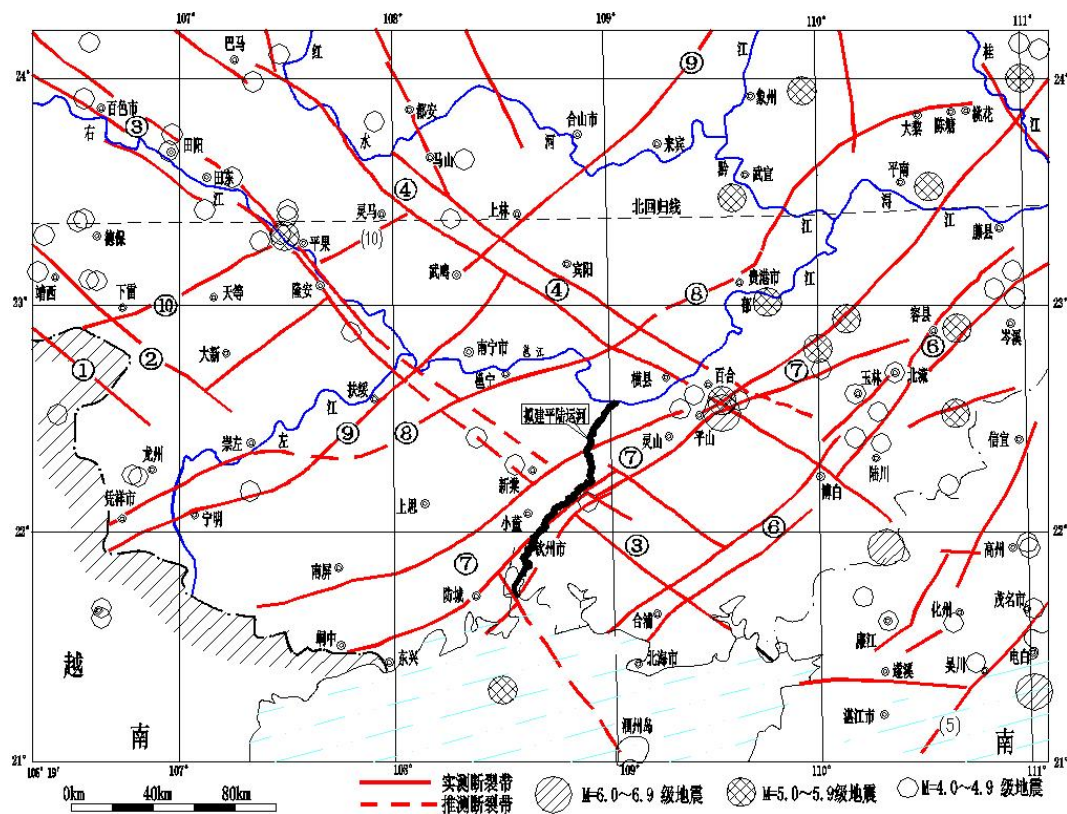 107° 108° 109° 110° 111°
巴马 红 江 桂
24° ⑨ 24°
象州
百色市 都安 合山市 大黎 陈塘 桃花
③ 右 田阳 水 河 来宾 江
马山 黔
田东 武宣 平南
江 ④ 浔
灵马 上林 北回归线 江
德保 (10) 江 藤县
平果
靖西 武鸣 宾阳 贵港市
下雷 天等 隆安 ④ ⑧ 郁
23° ⑩ 23°
容县 岑溪
① ② 大新 南宁市 邕江 ⑥
邕宁 横县 百合 ⑦ 玉林 北流
扶绥
江 拟建平陆运河 平山
崇左 左 ⑨ ⑧ 灵山 信宜
龙州 ⑦ 陆川
新棠 博白
凭祥市 宁明 上思 小董
22° ⑥ 22°
钦州市 ③ 高州
南屏 ⑦ 防城
合浦 化州 茂名市
廉江
越 峒中 东兴 北海市 遂溪 吴川 电白
南 涠州岛 湛江市 (5) 南
21° 21°
106°19' 107° 108° 109° 110° 111°
0km 40km 80km
实测断裂带
推测断裂带
M=6.0~6.9 级地震
M=5.0~5.9级地震
M=4.0~4.9 级地震